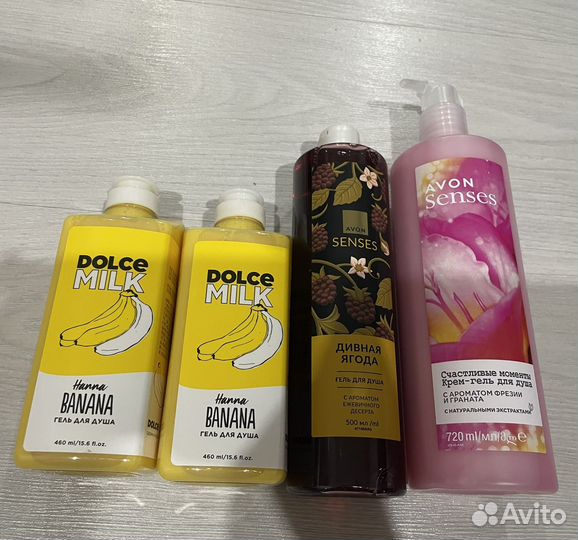 DOLCE
MILK
Hanna
BANANA
ГЕЛЬ ДЛЯ ДУША
460 ml/15.6 fl.oz.
DOLCE
MILK
Hanna
BANANA
ГЕЛЬ ДЛЯ ДУША
460 ml/15.6 fl.oz.
AVON
SENSES
ДИВНАЯ
ЯГОДА
ГЕЛЬ ДЛЯ ДУША
С АРОМАТОМ
ЕЖЕВИЧНОГО
ДЕСЕРТА
500 мл/ml
AVON
senses
Счастливые моменты
Крем-гель для душа
С АРОМАТОМ ФРЕЗИИ
И ГРАНАТА
С НАТУРАЛЬНЫМИ ЭКСТРАКТАМИ
720 ml/мл/
Avito